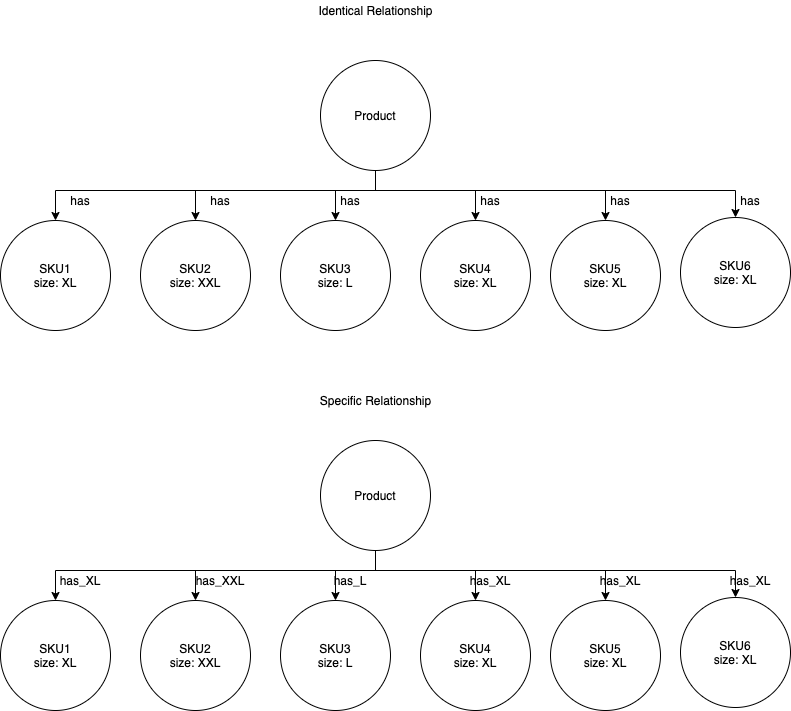 Identical Relationship
Product
has
has
has
has
has
has
SKU1
size: XL
SKU2
size: XXL
SKU3
size: L
SKU4
size: XL
SKU5
size: XL
SKU6
size: XL
Specific Relationship
Product
has_XL
has_XXL
has_L
has_XL
has_XL
has_XL
SKU1
size: XL
SKU2
size: XXL
SKU3
size: L
SKU4
size: XL
SKU5
size: XL
SKU6
size: XL